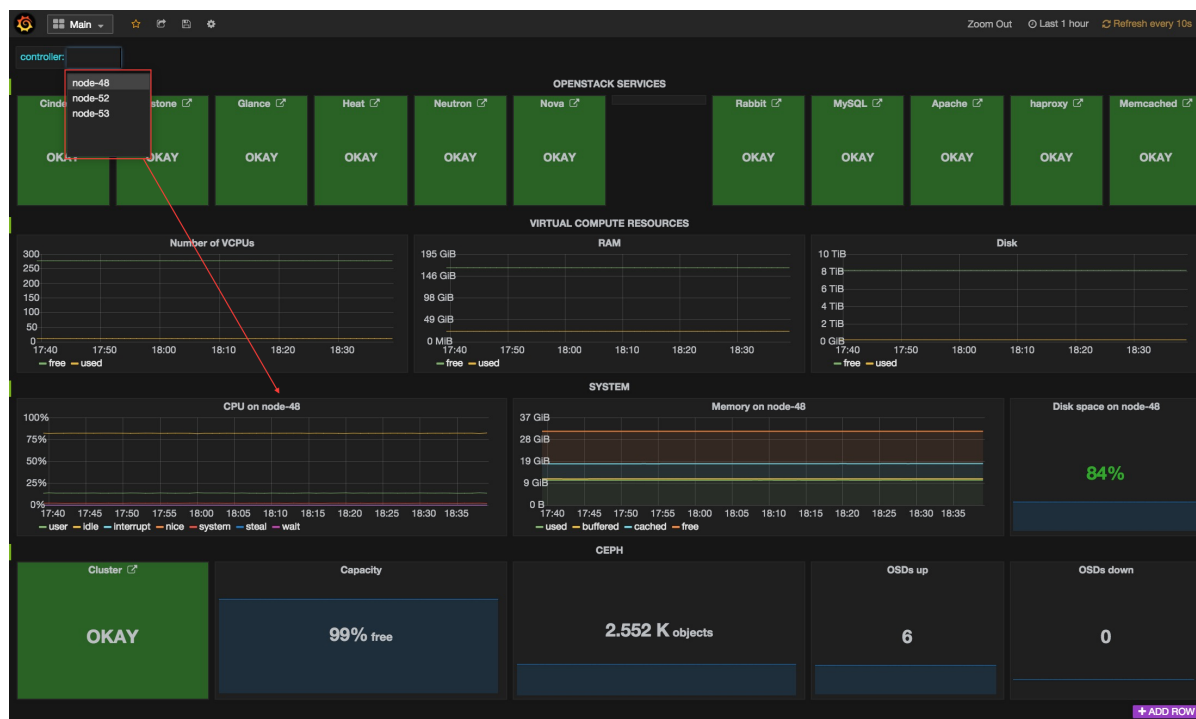 Main
Zoom Out Last 1 hour Refresh every 10s
controller:
node-48
node-52
node-53
OPENSTACK SERVICES
Cinde stone Glance Heat Neutron Nova Rabbit MySQL Apache haproxy Memcached
OKAY OKAY OKAY OKAY OKAY OKAY OKAY OKAY OKAY OKAY OKAY
VIRTUAL COMPUTE RESOURCES
Number of VCPUs
300
250
200
150
100
50
0
17:40 17:50 18:00 18:10 18:20 18:30
free used
RAM
195 GiB
146 GiB
98 GiB
49 GiB
0 MiB
17:40 17:50 18:00 18:10 18:20 18:30
free used
Disk
10 TiB
8 TiB
6 TiB
4 TiB
2 TiB
0 GiB
17:40 17:50 18:00 18:10 18:20 18:30
free used
SYSTEM
CPU on node-48
100%
75%
50%
25%
0%
17:40 17:45 17:50 17:55 18:00 18:05 18:10 18:15 18:20 18:25 18:30 18:35
user idle interrupt nice system steal wait
Memory on node-48
37 GiB
28 GiB
19 GiB
9 GiB
0 B
17:40 17:45 17:50 17:55 18:00 18:05 18:10 18:15 18:20 18:25 18:30 18:35
used buffered cached free
Disk space on node-48
84%
CEPH
Cluster
OKAY
Capacity
99% free
2.552 K objects
OSDs up
6
OSDs down
0
+ ADD ROW